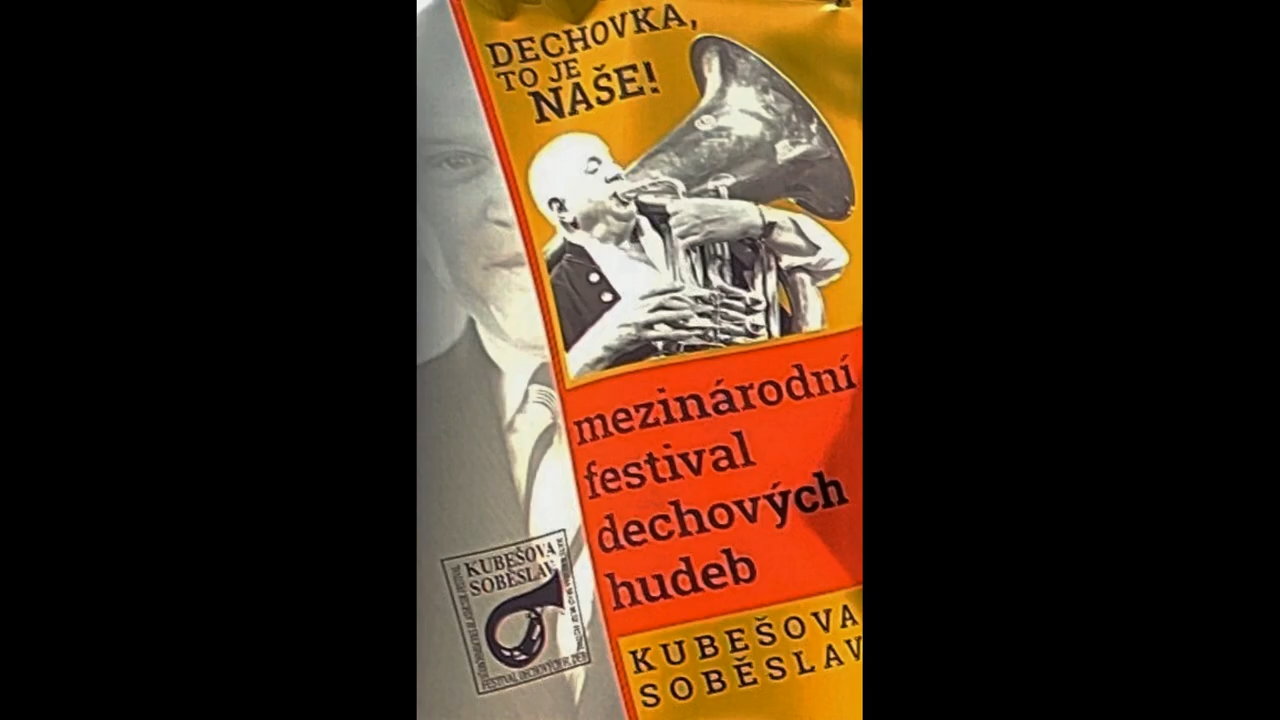 DECHOVKA,
TO JE
NAŠE!
mezinárodní
festival
dechových
hudeb
KUBEŠOVA
SOBĚSLAV
KUBEŠOVA
SOBĚSLAV